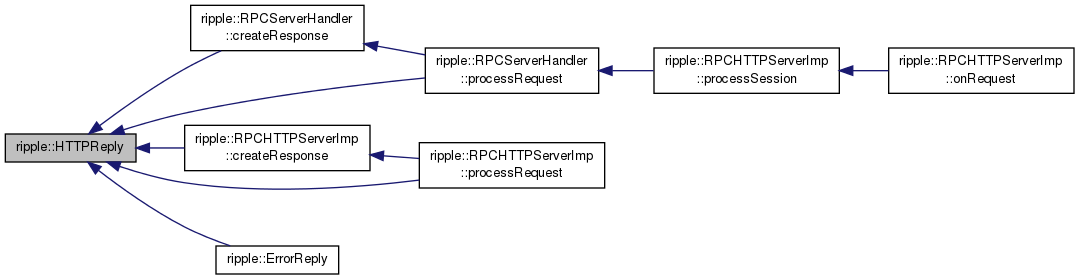 ripple::RPCServerHandler
::createResponse
ripple::RPCServerHandler
::processRequest
ripple::RPCHTTPServerImp
::processSession
ripple::RPCHTTPServerImp
::onRequest
ripple::HTTPReply
ripple::RPCHTTPServerImp
::createResponse
ripple::RPCHTTPServerImp
::processRequest
ripple::ErrorReply